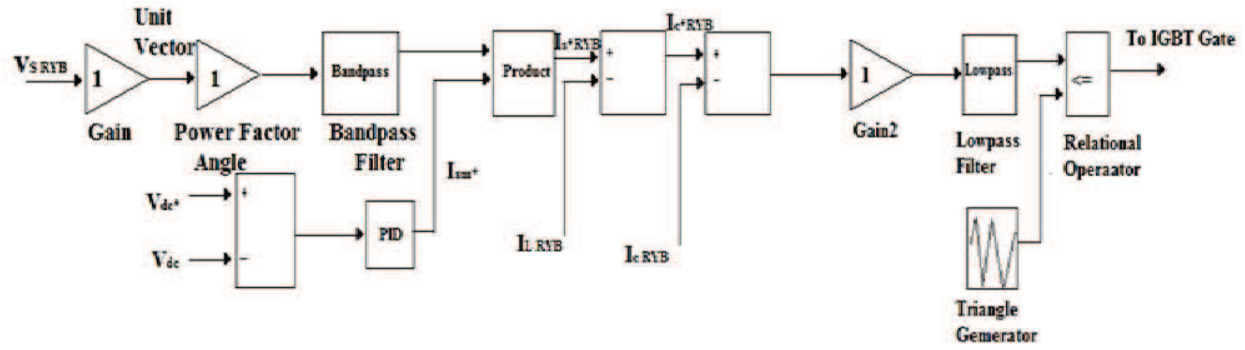 Unit
Vector
V S RYB
1
Gain
1
Power Factor
Angle
Bandpass
Bandpass
Filter
Product
Is*RYB
+
−
Ic*RYB
+
−
1
Gain2
Lowpass
Lowpass
Filter
<=
Relational
Operaator
To IGBT Gate
Vdc*
Vdc
+
−
PID
IL RYB
Ic RYB
Triangle
Gemerator